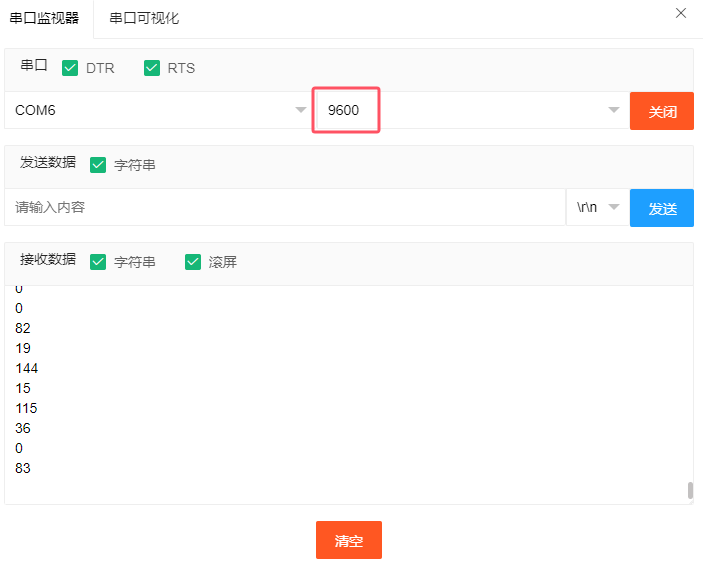 串口监视器 串口可视化
串口 DTR RTS
COM6 9600 关闭
发送数据 字符串
请输入内容 \r\n 发送
接收数据 字符串 滚屏
0
0
82
19
144
15
115
36
0
83
清空